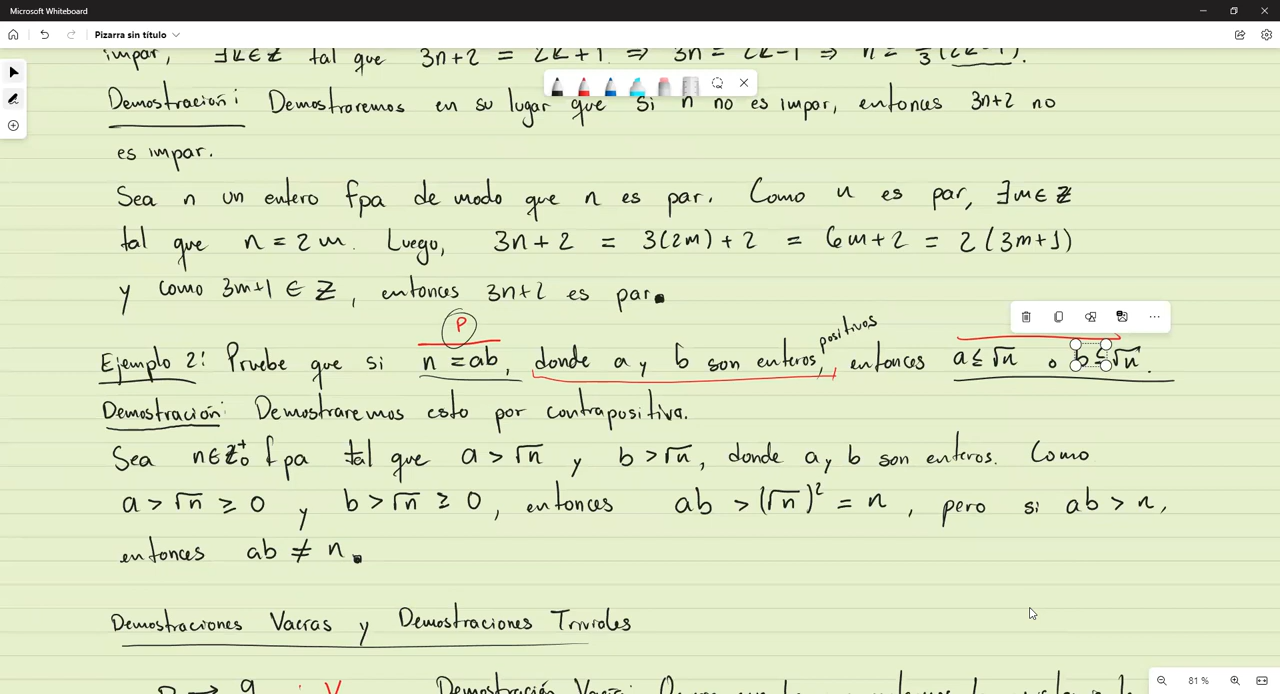 Microsoft Whiteboard
Pizarra sin título
impar, ∃k∈ℤ tal que 3n+2 = 2k+1 ⇒ 3n = 2k-1 ⇒ n = 1/3 (2k-1).
Demostración: Demostraremos en su lugar que si n no es impar, entonces 3n+2 no
es impar.
Sea n un entero fpa de modo que n es par. Como n es par, ∃m∈ℤ
tal que n = 2m. Luego, 3n+2 = 3(2m)+2 = 6m+2 = 2(3m+1)
y como 3m+1 ∈ ℤ, entonces 3n+2 es par.
P
positivos
Ejemplo 2: Pruebe que si n = ab, donde a y b son enteros, entonces a ≤ √n o b ≤ √n.
Demostración: Demostraremos esto por contrapositiva.
Sea n∈ℤ₀⁺ fpa tal que a > √n y b > √n, donde a y b son enteros. Como
a > √n ≥ 0 y b > √n ≥ 0, entonces ab > (√n)² = n, pero si ab > n,
entonces ab ≠ n.
Demostraciones Vacías y Demostraciones Triviales
p → q : V Demostración Vacía:
81 %